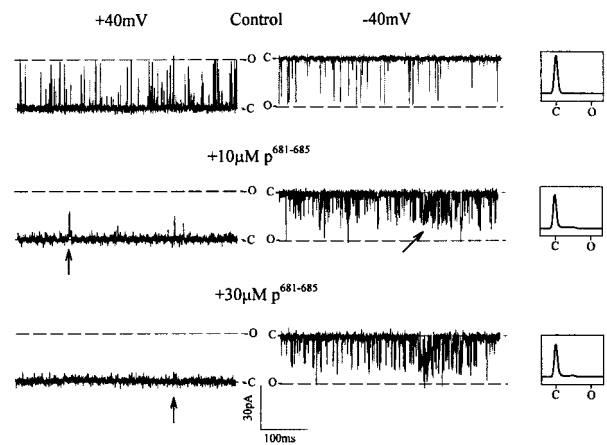 +40mV Control -40mV
O C
C O
C O
+10μM p681-685
O C
C O
C O
+30μM p681-685
O C
C O
C O
30pA
100ms